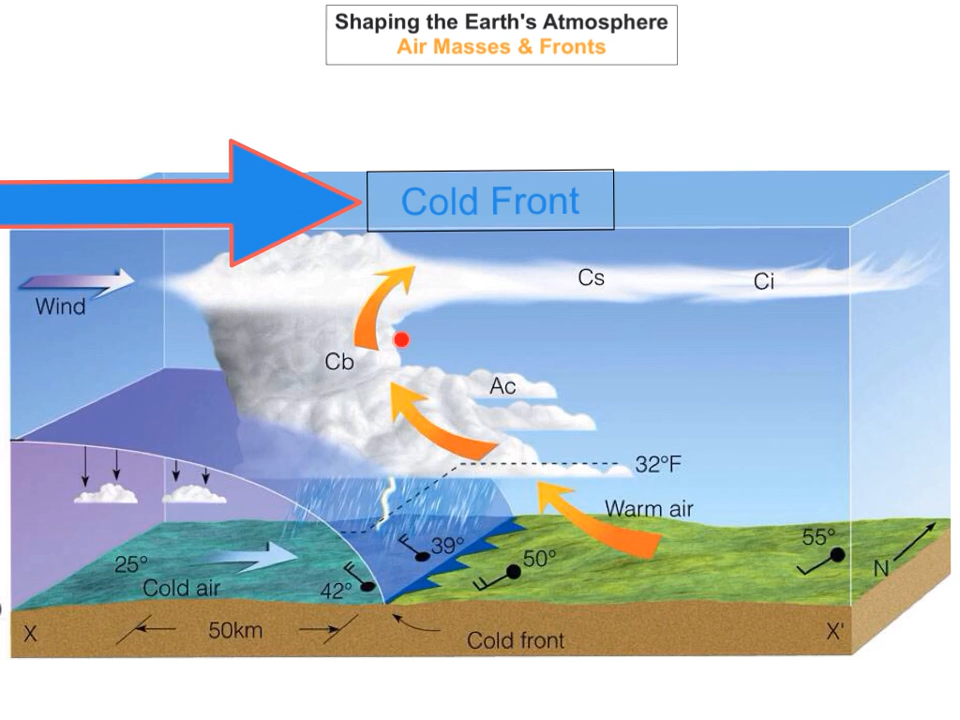 Shaping the Earth's Atmosphere
Air Masses & Fronts
Cold Front
Wind
Cs
Ci
Cb
Ac
32°F
Warm air
55°
39°
50°
25°
N
Cold air
42°
X
50km
Cold front
X'